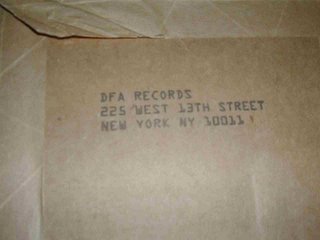 DFA RECORDS
225 WEST 13TH STREET
NEW YORK NY 10011